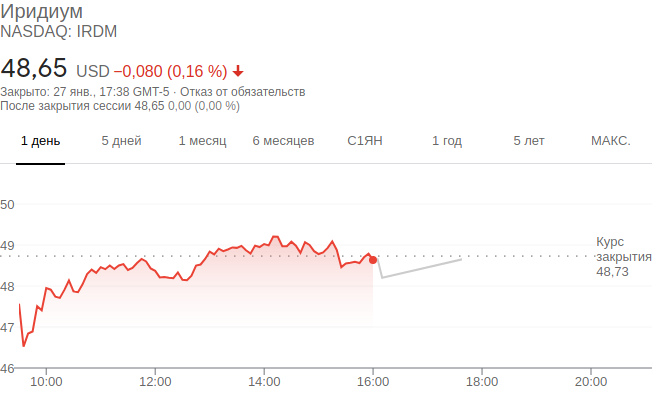 Иридиум
NASDAQ: IRDM
48,65 USD −0,080 (0,16 %)
Закрыто: 27 янв., 17:38 GMT-5 · Отказ от обязательств
После закрытия сессии 48,65 0,00 (0,00 %)
1 день 5 дней 1 месяц 6 месяцев С1ЯН 1 год 5 лет МАКС.
50
49
Курс
закрытия
48,73
48
47
46
10:00 12:00 14:00 16:00 18:00 20:00